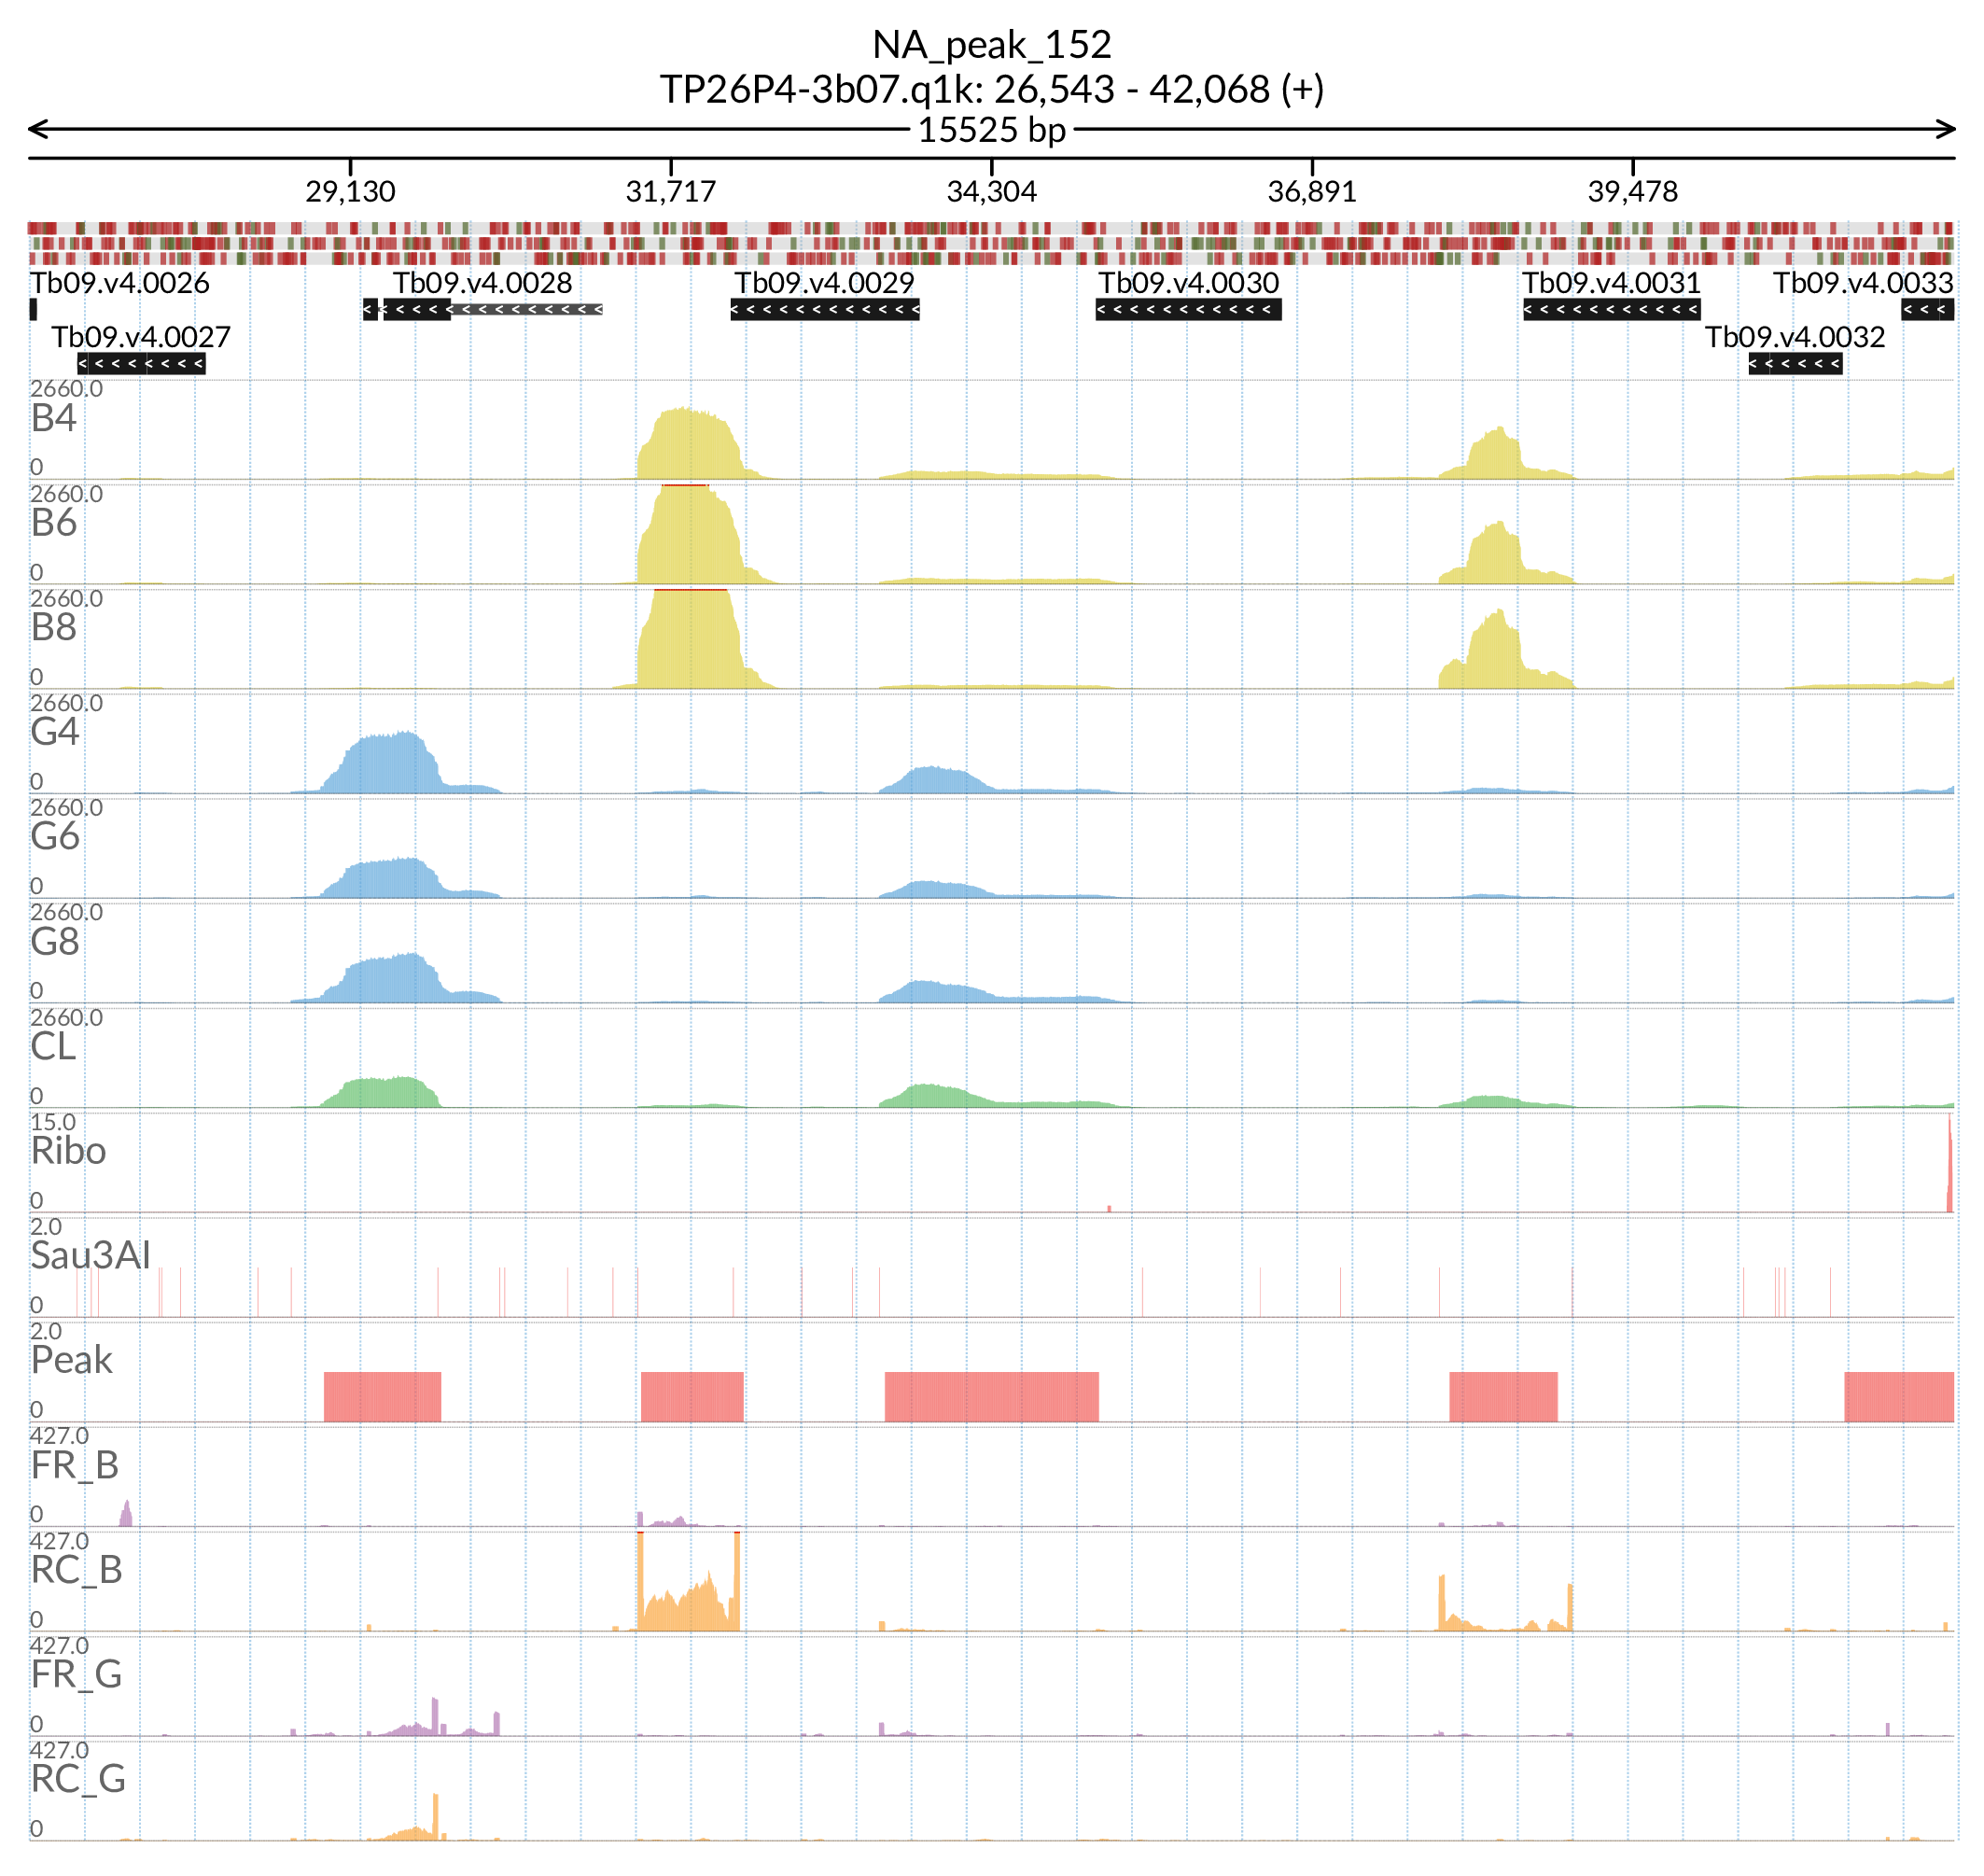 NA_peak_152
TP26P4-3b07.q1k: 26,543 - 42,068 (+)
15525 bp
29,130 31,717 34,304 36,891 39,478
Tb09.v4.0026 Tb09.v4.0028 Tb09.v4.0029 Tb09.v4.0030 Tb09.v4.0031 Tb09.v4.0033
Tb09.v4.0027 Tb09.v4.0032
2660.0
B4
0
2660.0
B6
0
2660.0
B8
0
2660.0
G4
0
2660.0
G6
0
2660.0
G8
0
2660.0
CL
0
15.0
Ribo
0
2.0
Sau3AI
0
2.0
Peak
0
427.0
FR_B
0
427.0
RC_B
0
427.0
FR_G
0
427.0
RC_G
0